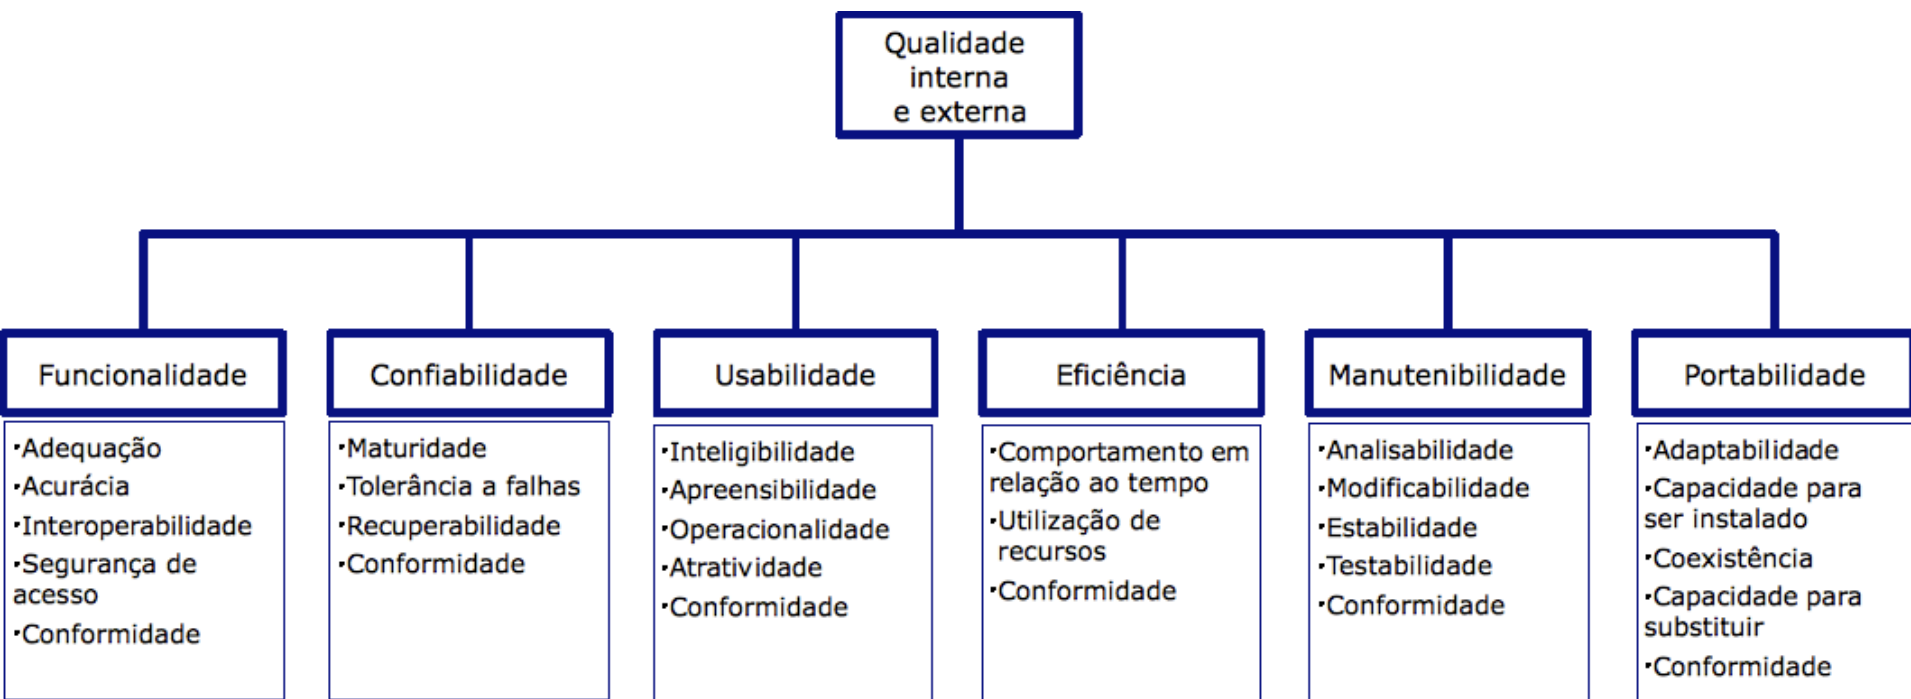 Qualidade
interna
e externa
Funcionalidade
·Adequação
·Acurácia
·Interoperabilidade
·Segurança de
acesso
·Conformidade
Confiabilidade
·Maturidade
·Tolerância a falhas
·Recuperabilidade
·Conformidade
Usabilidade
·Inteligibilidade
·Apreensibilidade
·Operacionalidade
·Atratividade
·Conformidade
Eficiência
·Comportamento em
relação ao tempo
·Utilização de
recursos
·Conformidade
Manutenibilidade
·Analisabilidade
·Modificabilidade
·Estabilidade
·Testabilidade
·Conformidade
Portabilidade
·Adaptabilidade
·Capacidade para
ser instalado
·Coexistência
·Capacidade para
substituir
·Conformidade